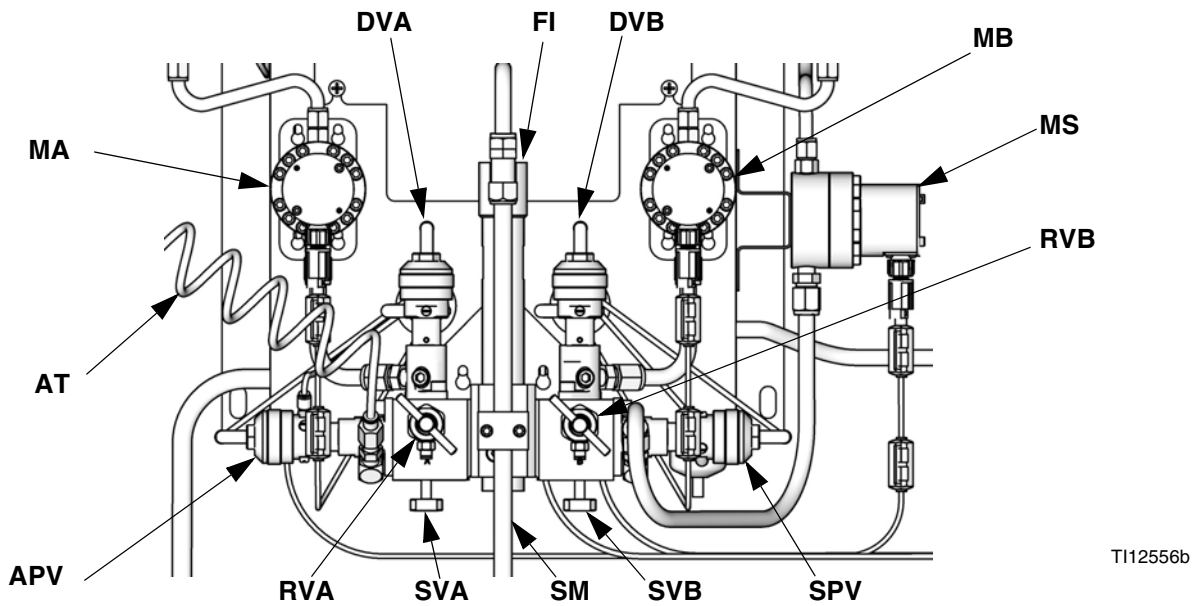 DVA
FI
DVB
MB
MA
MS
RVB
AT
APV
RVA
SVA
SM
SVB
SPV
TI12556b